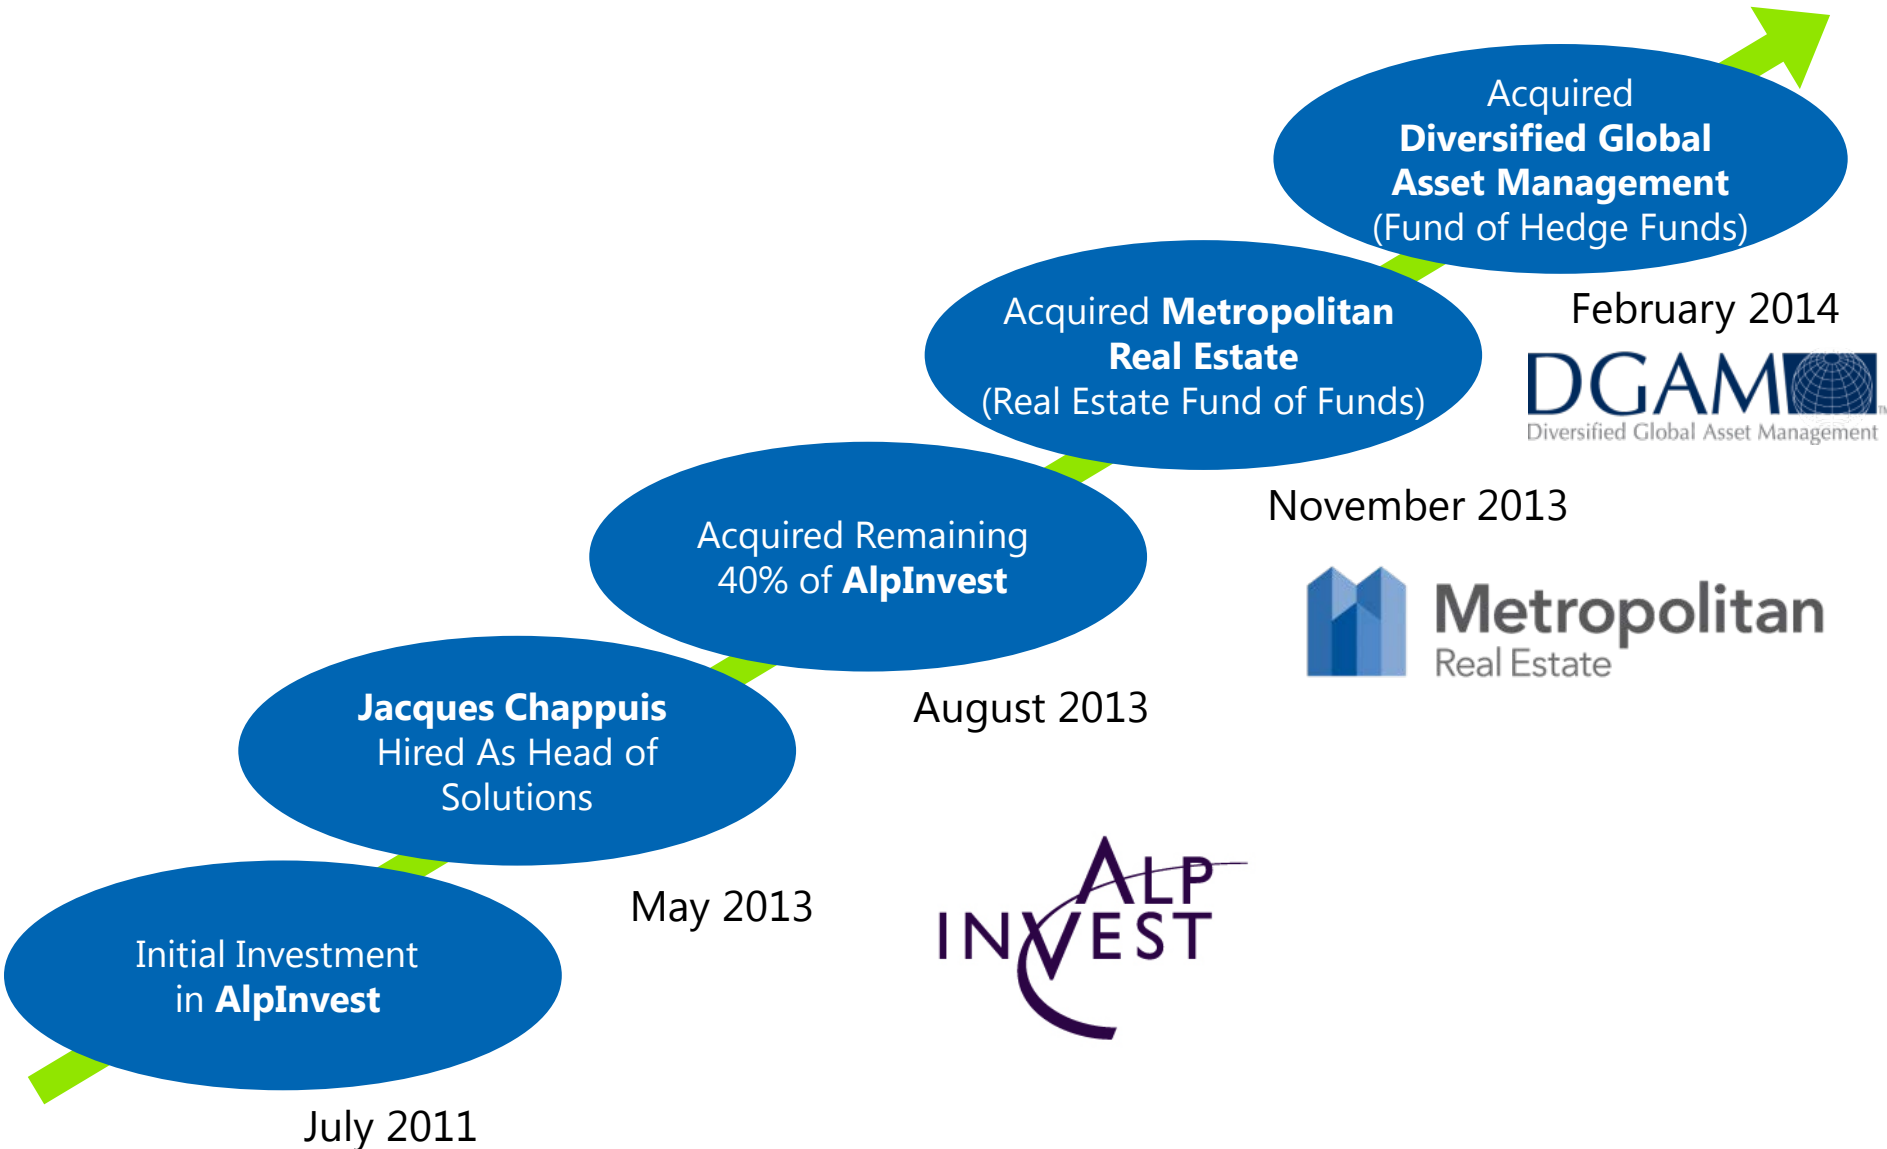 Acquired
Diversified Global
Asset Management
(Fund of Hedge Funds)
February 2014
DGAM
TM
Diversified Global Asset Management
Acquired Metropolitan
Real Estate
(Real Estate Fund of Funds)
November 2013
Metropolitan
Real Estate
Acquired Remaining
40% of AlpInvest
August 2013
ALP
INVEST
Jacques Chappuis
Hired As Head of
Solutions
May 2013
Initial Investment
in AlpInvest
July 2011